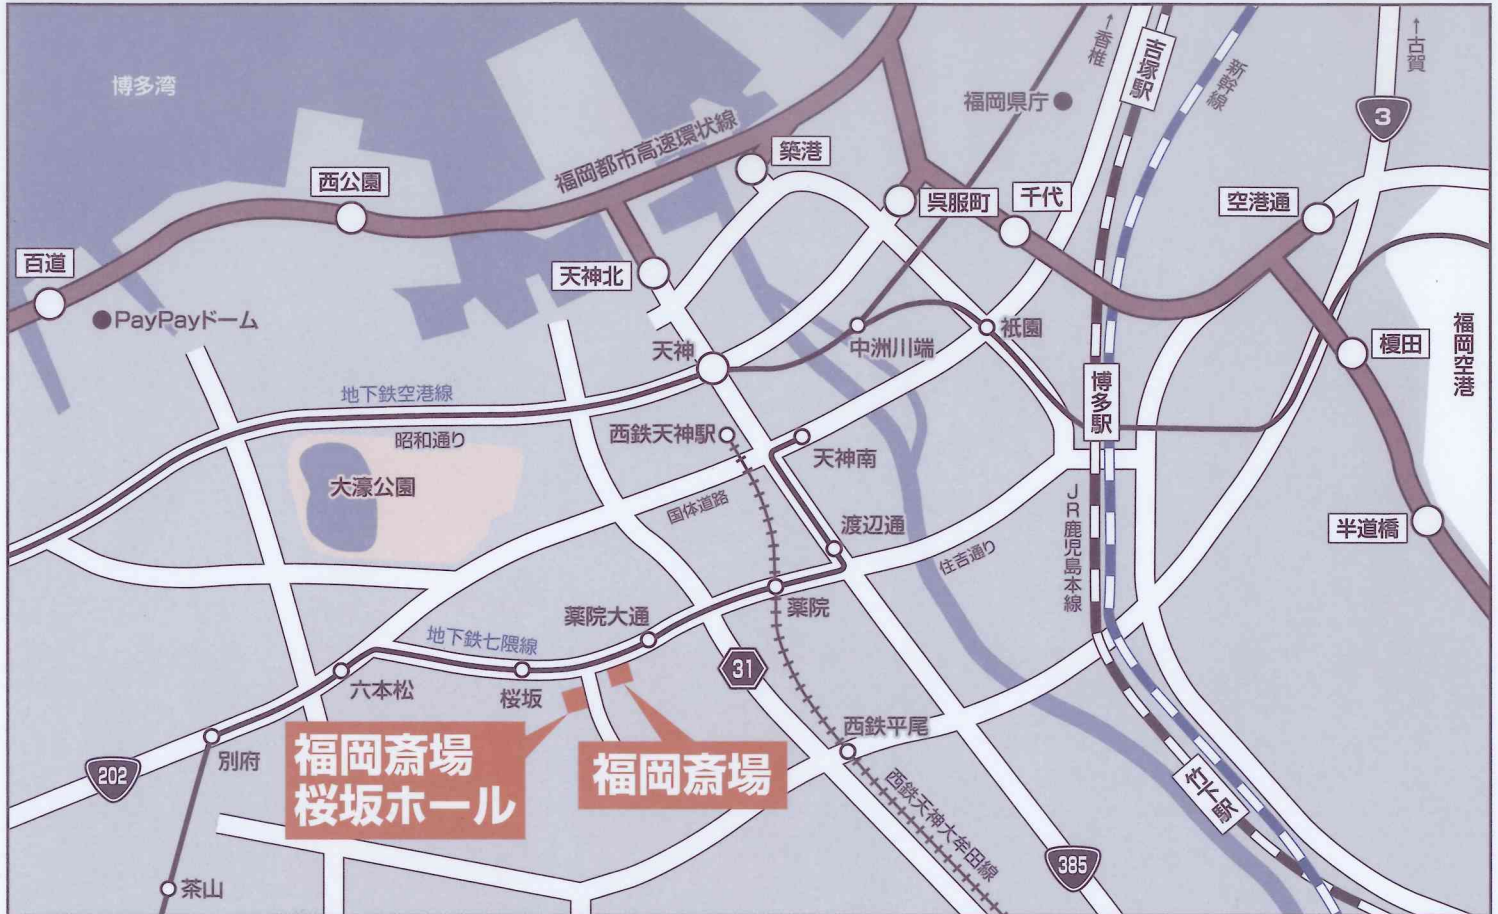 博多湾
福岡都市高速環状線
↑香椎
吉塚駅
新幹線
↑古賀
3
福岡県庁
築港
西公園
呉服町
千代
空港通
百道
天神北
PayPayドーム
天神
中洲川端
祇園
榎田
福岡空港
地下鉄空港線
昭和通り
博多駅
西鉄天神駅
天神南
大濠公園
国体道路
渡辺通
住吉通り
JR鹿児島本線
半道橋
薬院大通
薬院
地下鉄七隈線
31
六本松
桜坂
西鉄平尾
別府
202
福岡斎場
桜坂ホール
福岡斎場
西鉄天神大牟田線
竹下駅
385
茶山